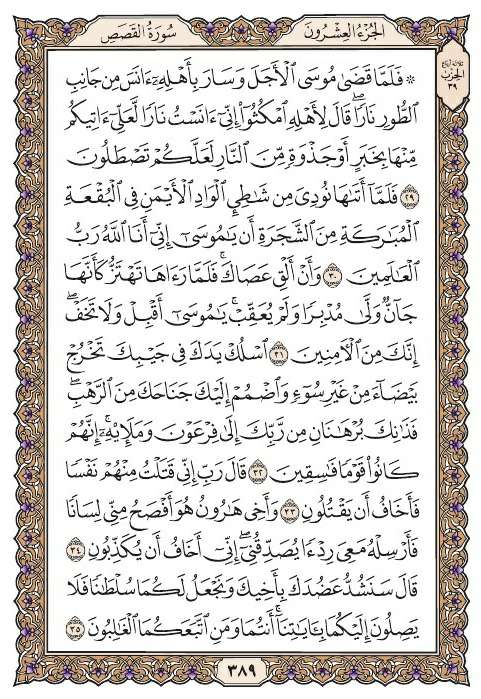 الجزء العشرون
سورة القصص
ثلاثة أرباع
الحزب
٣٩
۞ فَلَمَّا قَضَىٰ مُوسَى ٱلْأَجَلَ وَسَارَ بِأَهْلِهِۦٓ ءَانَسَ مِن جَانِبِ
ٱلطُّورِ نَارًاۖ قَالَ لِأَهْلِهِ ٱمْكُثُوٓا۟ إِنِّىٓ ءَانَسْتُ نَارًا لَّعَلِّىٓ ءَاتِيكُم
مِّنْهَا بِخَبَرٍ أَوْ جَذْوَةٍ مِّنَ ٱلنَّارِ لَعَلَّكُمْ تَصْطَلُونَ
۝٢٩ فَلَمَّآ أَتَىٰهَا نُودِىَ مِن شَٰطِئِ ٱلْوَادِ ٱلْأَيْمَنِ فِى ٱلْبُقْعَةِ
ٱلْمُبَٰرَكَةِ مِنَ ٱلشَّجَرَةِ أَن يَٰمُوسَىٰٓ إِنِّىٓ أَنَا ٱللَّهُ رَبُّ
ٱلْعَٰلَمِينَ ۝٣٠ وَأَنْ أَلْقِ عَصَاكَۖ فَلَمَّا رَءَاهَا تَهْتَزُّ كَأَنَّهَا
جَآنٌّ وَلَّىٰ مُدْبِرًا وَلَمْ يُعَقِّبْۚ يَٰمُوسَىٰٓ أَقْبِلْ وَلَا تَخَفْۖ
إِنَّكَ مِنَ ٱلْءَامِنِينَ ۝٣١ ٱسْلُكْ يَدَكَ فِى جَيْبِكَ تَخْرُجْ
بَيْضَآءَ مِنْ غَيْرِ سُوٓءٍ وَٱضْمُمْ إِلَيْكَ جَنَاحَكَ مِنَ ٱلرَّهْبِۖ
فَذَٰنِكَ بُرْهَٰنَانِ مِن رَّبِّكَ إِلَىٰ فِرْعَوْنَ وَمَلَإِي۟هِۦٓۚ إِنَّهُمْ
كَانُوا۟ قَوْمًا فَٰسِقِينَ ۝٣٢ قَالَ رَبِّ إِنِّى قَتَلْتُ مِنْهُمْ نَفْسًا
فَأَخَافُ أَن يَقْتُلُونِ ۝٣٣ وَأَخِى هَٰرُونُ هُوَ أَفْصَحُ مِنِّى لِسَانًا
فَأَرْسِلْهُ مَعِىَ رِدْءًا يُصَدِّقُنِىٓۖ إِنِّىٓ أَخَافُ أَن يُكَذِّبُونِ ۝٣٤
قَالَ سَنَشُدُّ عَضُدَكَ بِأَخِيكَ وَنَجْعَلُ لَكُمَا سُلْطَٰنًا فَلَا
يَصِلُونَ إِلَيْكُمَا بِـَٔايَٰتِنَآۚ أَنتُمَا وَمَنِ ٱتَّبَعَكُمَا ٱلْغَٰلِبُونَ ۝٣٥
٣٨٩